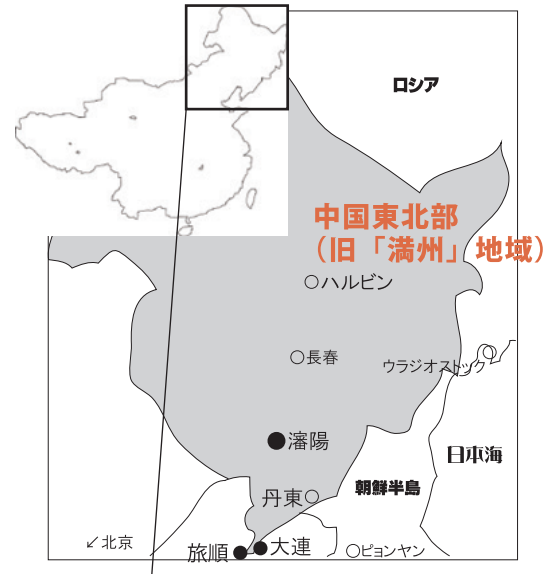 ロシア
中国東北部
(旧「満州」地域)
ハルビン
長春
ウラジオストック
瀋陽
日本海
朝鮮半島
丹東
↙北京
旅順
大連
ピョンヤン